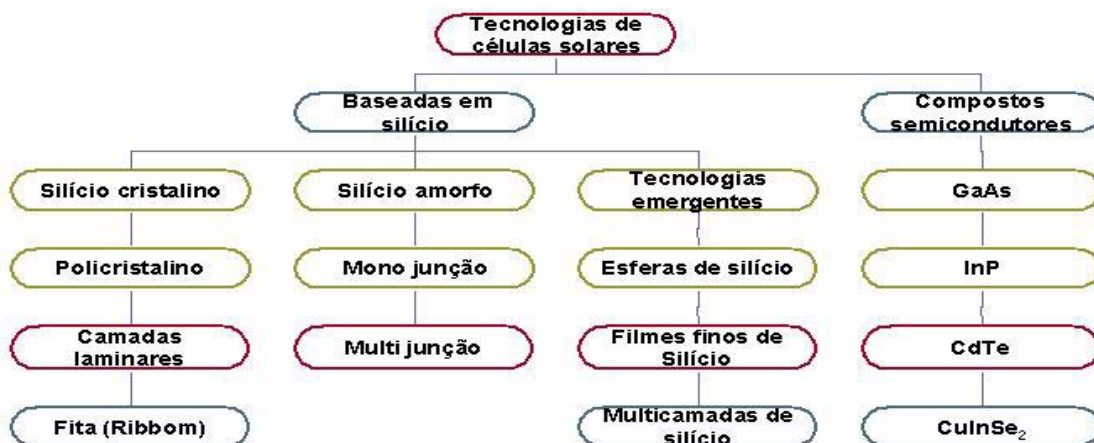 Tecnologias de
células solares
Baseadas em
silício
Compostos
semicondutores
Silício cristalino
Silício amorfo
Tecnologias
emergentes
GaAs
Policristalino
Mono junção
Esferas de silício
InP
Camadas
laminares
Multi junção
Filmes finos de
Silício
CdTe
Fita (Ribbom)
Multicamadas de
silício
CuInSe₂